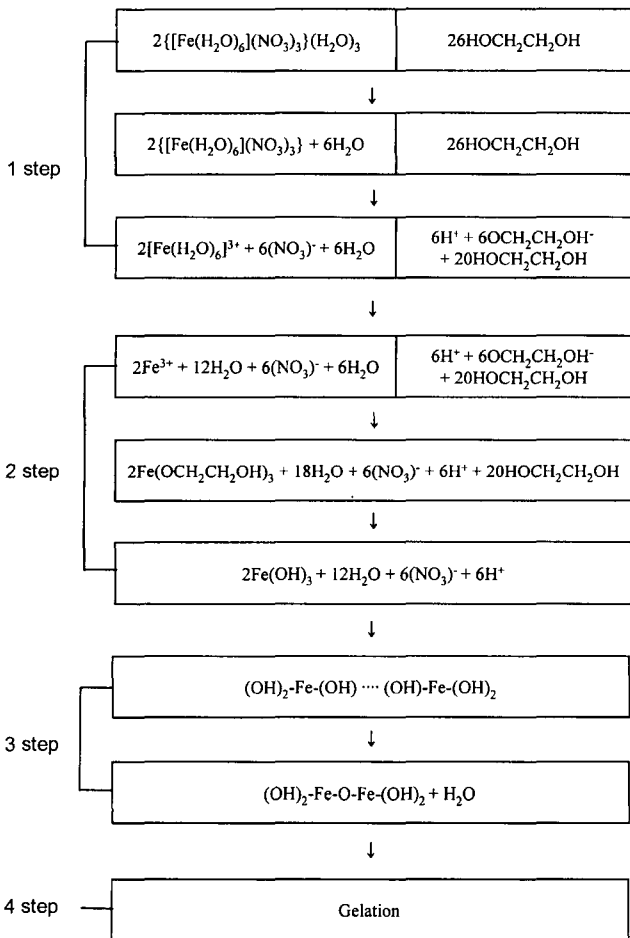 2{[Fe(H₂O)₆](NO₃)₃}(H₂O)₃
26HOCH₂CH₂OH
↓
1 step
2{[Fe(H₂O)₆](NO₃)₃} + 6H₂O
26HOCH₂CH₂OH
↓
2[Fe(H₂O)₆]³⁺ + 6(NO₃)⁻ + 6H₂O
6H⁺ + 6OCH₂CH₂OH⁻
+ 20HOCH₂CH₂OH
↓
2 step
2Fe³⁺ + 12H₂O + 6(NO₃)⁻ + 6H₂O
6H⁺ + 6OCH₂CH₂OH⁻
+ 20HOCH₂CH₂OH
↓
2Fe(OCH₂CH₂OH)₃ + 18H₂O + 6(NO₃)⁻ + 6H⁺ + 20HOCH₂CH₂OH
↓
2Fe(OH)₃ + 12H₂O + 6(NO₃)⁻ + 6H⁺
↓
3 step
(OH)₂-Fe-(OH) ···· (OH)-Fe-(OH)₂
↓
(OH)₂-Fe-O-Fe-(OH)₂ + H₂O
↓
4 step
Gelation